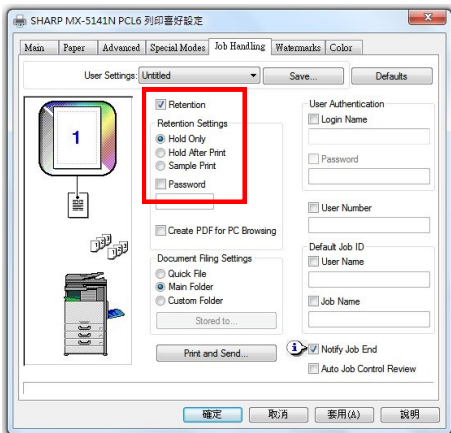 SHARP MX-5141N PCL6 列印喜好設定
Main Paper Advanced Special Modes Job Handling Watermarks Color
User Settings: Untitled Save... Defaults
1
Retention
Retention Settings
Hold Only
Hold After Print
Sample Print
Password
Create PDF for PC Browsing
Document Filing Settings
Quick File
Main Folder
Custom Folder
Stored to...
Print and Send...
User Authentication
Login Name
Password
User Number
Default Job ID
User Name
Job Name
Notify Job End
Auto Job Control Review
123 123
確定 取消 套用(A) 說明